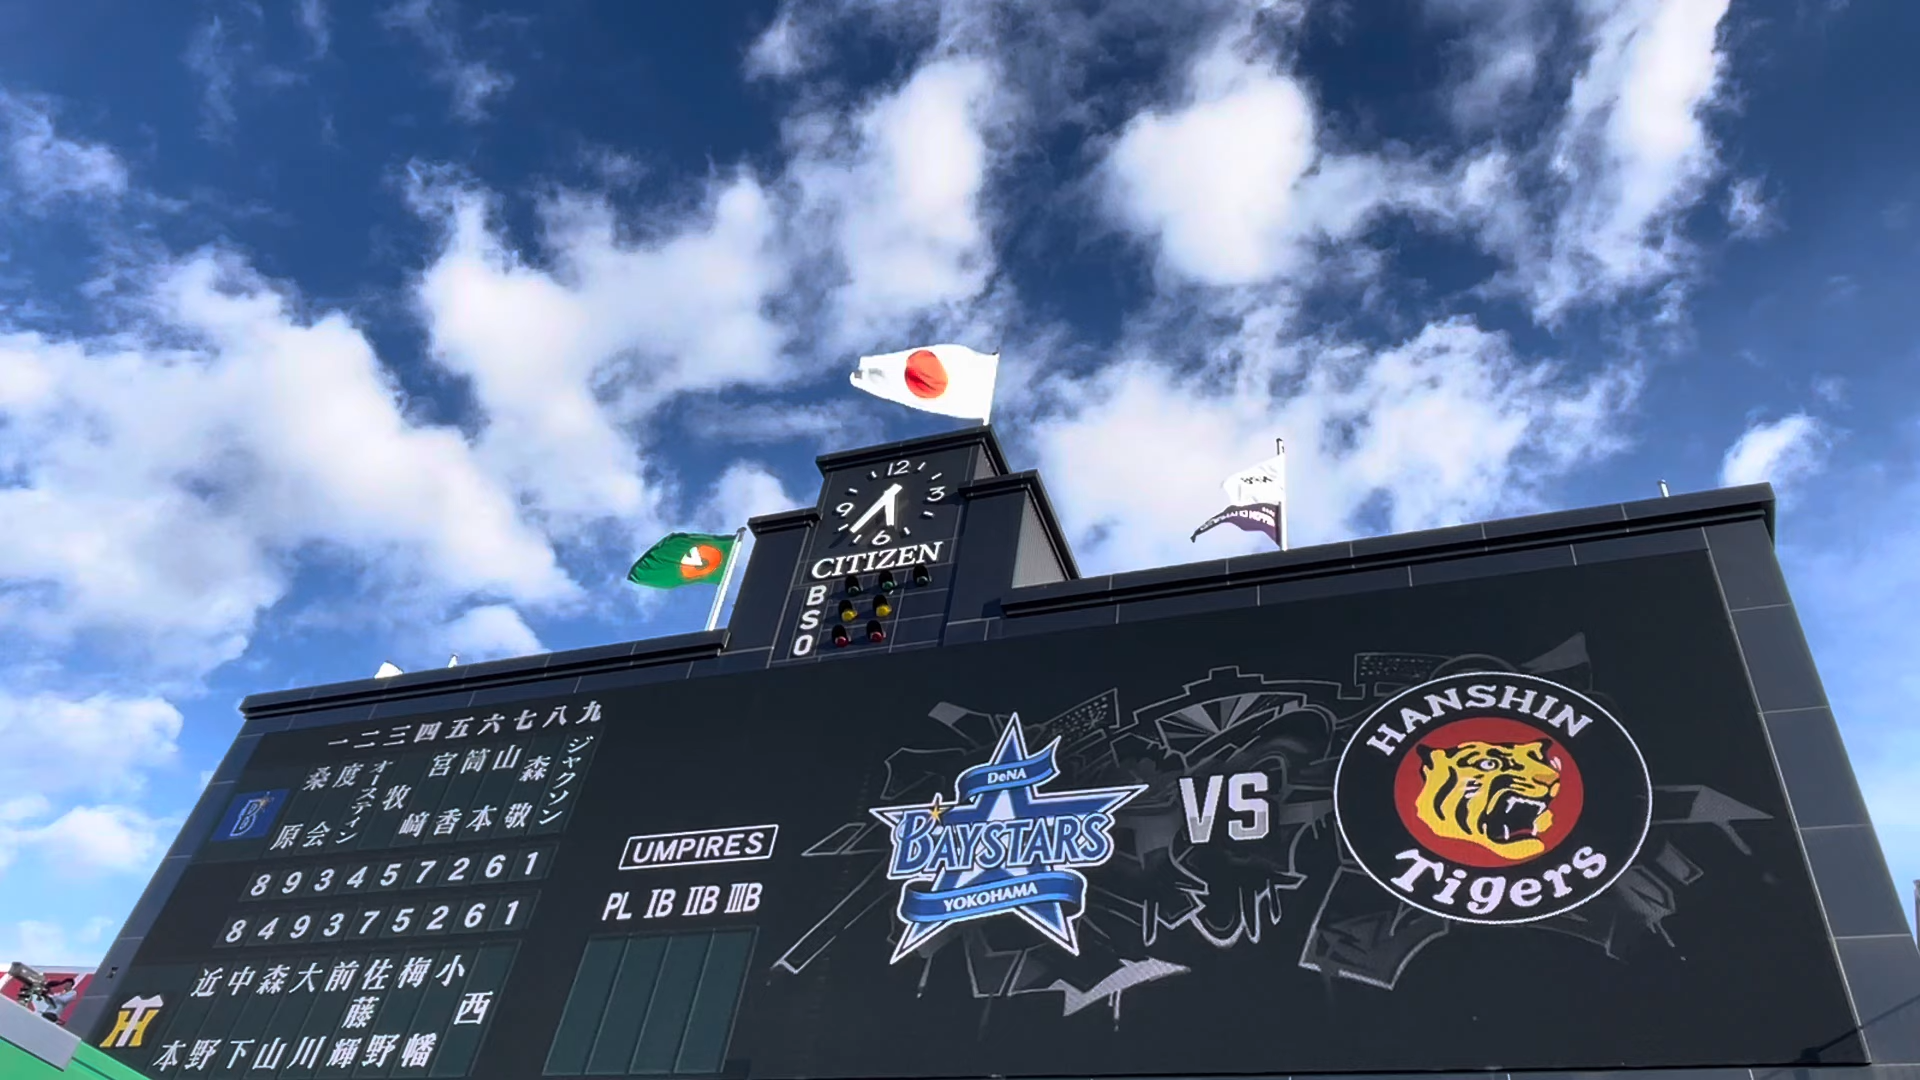 12
3
9
6
CITIZEN
B
S
O
一二三四五六七八九
桑原
度会
オースティン
牧
宮﨑
筒香
山本
森敬
ジャクソン
8 9 3 4 5 7 2 6 1
8 4 9 3 7 5 2 6 1
近本
中野
森下
大山
前川
佐藤輝
梅野
小幡
西
UMPIRES
PL IB IIB IIIB
DeNA
BAYSTARS
YOKOHAMA
VS
HANSHIN
Tigers